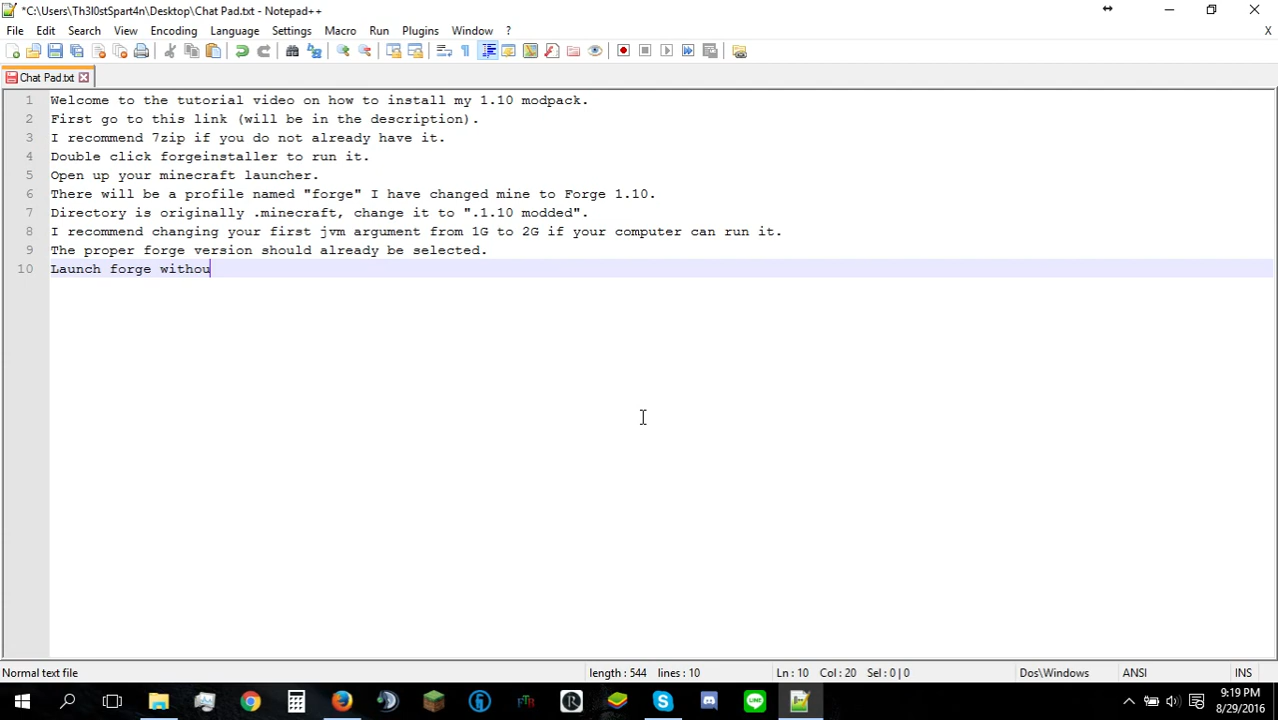 *C:\Users\Th3l0stSpart4n\Desktop\Chat Pad.txt - Notepad++
File Edit Search View Encoding Language Settings Macro Run Plugins Window ? X
Chat Pad.txt
1 Welcome to the tutorial video on how to install my 1.10 modpack.
2 First go to this link (will be in the description).
3 I recommend 7zip if you do not already have it.
4 Double click forgeinstaller to run it.
5 Open up your minecraft launcher.
6 There will be a profile named "forge" I have changed mine to Forge 1.10.
7 Directory is originally .minecraft, change it to ".1.10 modded".
8 I recommend changing your first jvm argument from 1G to 2G if your computer can run it.
9 The proper forge version should already be selected.
10 Launch forge withou
Normal text file length : 544 lines : 10 Ln : 10 Col : 20 Sel : 0 | 0 Dos\Windows ANSI INS
9:19 PM
8/29/2016